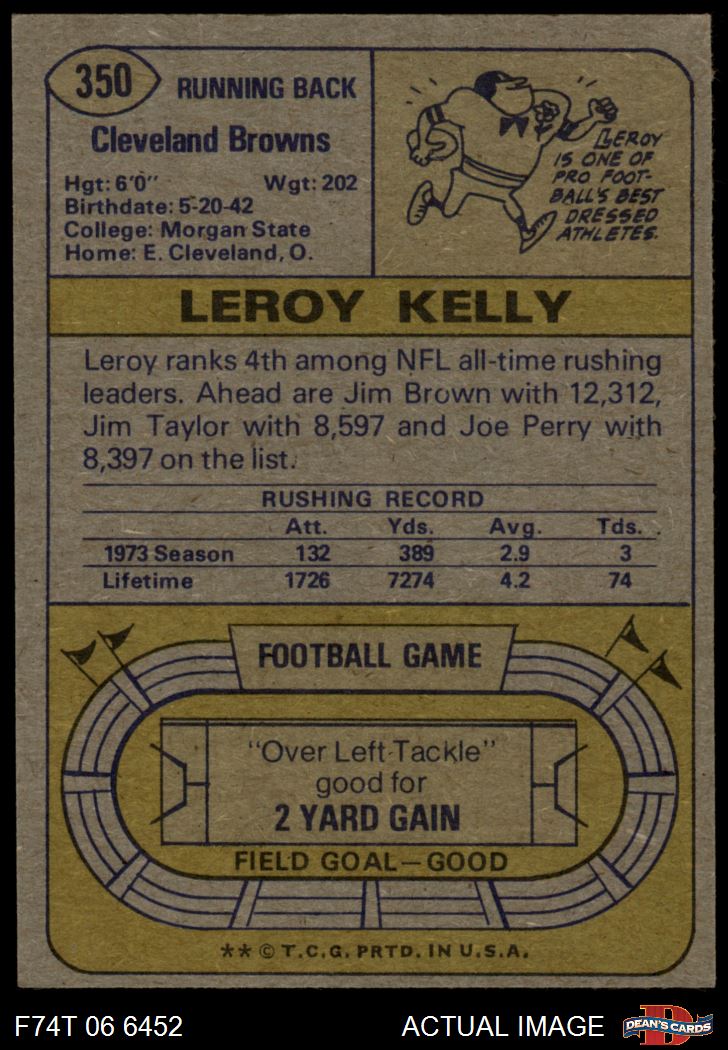 350
RUNNING BACK
Cleveland Browns
Hgt: 6'0" Wgt: 202
Birthdate: 5-20-42
College: Morgan State
Home: E. Cleveland, O.
LEROY
IS ONE OF
PRO FOOT-
BALL'S BEST
DRESSED
ATHLETES.
LEROY KELLY
Leroy ranks 4th among NFL all-time rushing
leaders. Ahead are Jim Brown with 12,312,
Jim Taylor with 8,597 and Joe Perry with
8,397 on the list.
RUSHING RECORD
Att. Yds. Avg. Tds.
1973 Season 132 389 2.9 3
Lifetime 1726 7274 4.2 74
FOOTBALL GAME
"Over Left Tackle"
good for
2 YARD GAIN
FIELD GOAL—GOOD
** © T.C.G. PRTD. IN U.S.A.
F74T 06 6452 ACTUAL IMAGE
D
DEAN'S CARDS